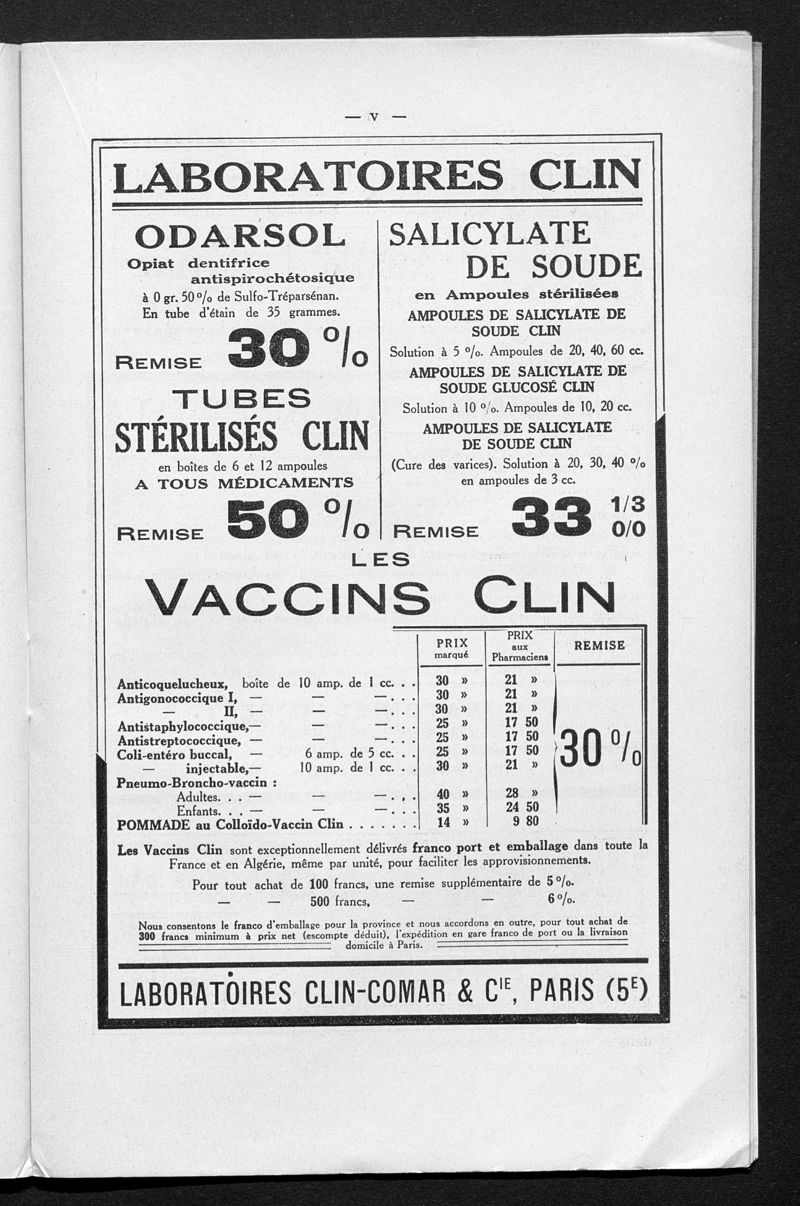 — V —
LABORATOIRES CLIN
ODARSOL
Opiat dentifrice
antispirochétosique
à 0 gr. 50 % de Sulfo-Tréparsénan.
En tube d'étain de 35 grammes.
REMISE 30 %
TUBES
STÉRILISÉS CLIN
en boîtes de 6 et 12 ampoules
A TOUS MÉDICAMENTS
REMISE 50 %
SALICYLATE
DE SOUDE
en Ampoules stérilisées
AMPOULES DE SALICYLATE DE
SOUDE CLIN
Solution à 5 %. Ampoules de 20, 40, 60 cc.
AMPOULES DE SALICYLATE DE
SOUDE GLUCOSÉ CLIN
Solution à 10 %. Ampoules de 10, 20 cc.
AMPOULES DE SALICYLATE
DE SOUDE CLIN
(Cure des varices). Solution à 20, 30, 40 %
en ampoules de 3 cc.
REMISE 33 1/3 0/0
LES
VACCINS CLIN
PRIX marqué | PRIX aux Pharmaciens | REMISE
Anticoquelucheux, boîte de 10 amp. de 1 cc. . . 30 » 21 »
Antigonococcique I, — — — . . . 30 » 21 »
— II, — — — . . . 30 » 21 »
Antistaphylococcique, — — — . . . 25 » 17 50
Antistreptococcique, — — — . . . 25 » 17 50
Coli-entéro buccal, — 6 amp. de 5 cc. . . 25 » 17 50
— injectable, — 10 amp. de 1 cc. . . 30 » 21 »
30 %
Pneumo-Broncho-vaccin :
Adultes. . . — — — . . . 40 » 28 »
Enfants. . . — — — . . . 35 » 24 50
POMMADE au Colloïdo-Vaccin Clin . . . . . . . 14 » 9 80
Les Vaccins Clin sont exceptionnellement délivrés franco port et emballage dans toute la
France et en Algérie, même par unité, pour faciliter les approvisionnements.
Pour tout achat de 100 francs, une remise supplémentaire de 5 %.
— — 500 francs, — — 6 %.
Nous consentons le franco d'emballage pour la province et nous accordons en outre, pour tout achat de
300 francs minimum à prix net (escompte déduit), l'expédition en gare franco de port ou la livraison
domicile à Paris.
LABORATOIRES CLIN-COMAR & CIE, PARIS (5E)